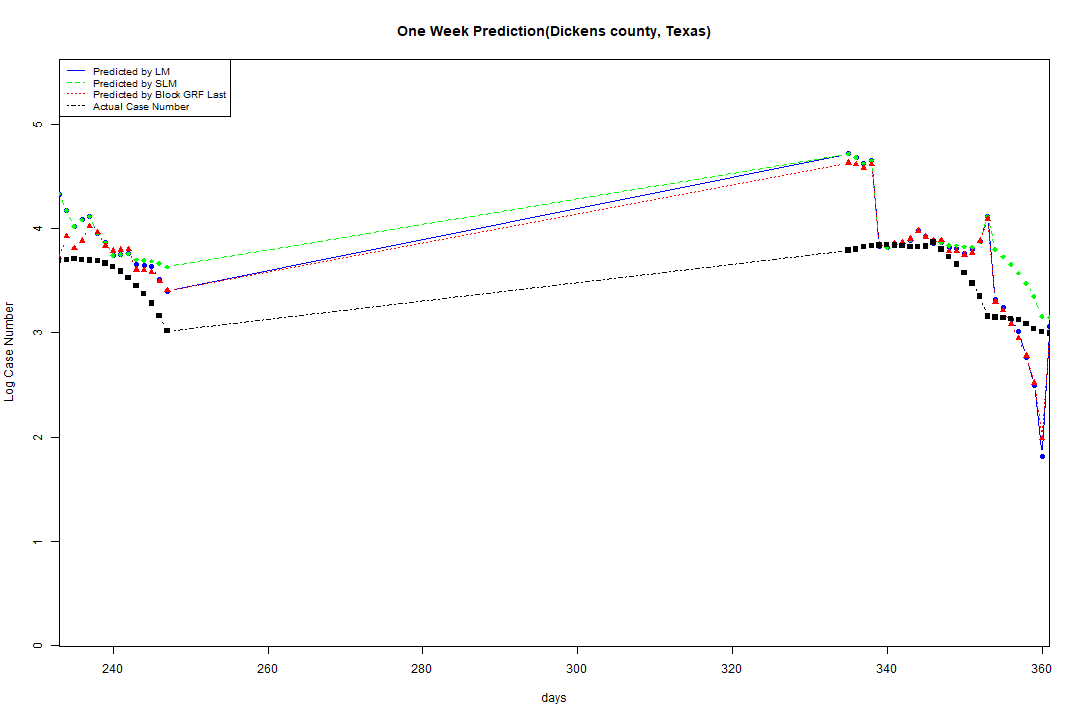 One Week Prediction(Dickens county, Texas)
Predicted by LM
Predicted by SLM
Predicted by Block GRF Last
Actual Case Number
Log Case Number
5
4
3
2
1
0
240 260 280 300 320 340 360
days